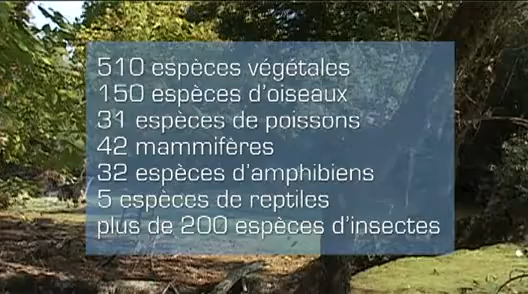 510 espèces végétales
150 espèces d'oiseaux
31 espèces de poissons
42 mammifères
32 espèces d'amphibiens
5 espèces de reptiles
plus de 200 espèces d'insectes